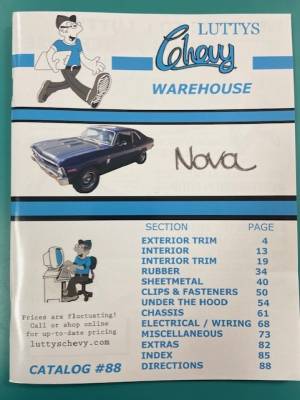 LUTTYS
Chevy
WAREHOUSE
Nova
SECTION PAGE
EXTERIOR TRIM 4
INTERIOR 13
INTERIOR TRIM 19
RUBBER 34
SHEETMETAL 40
CLIPS & FASTENERS 50
UNDER THE HOOD 54
CHASSIS 61
ELECTRICAL / WIRING 68
MISCELLANEOUS 73
EXTRAS 82
INDEX 85
DIRECTIONS 88
Prices are fluctuating!
Call or shop online
for up-to-date pricing
luttyschevy.com
CATALOG #88